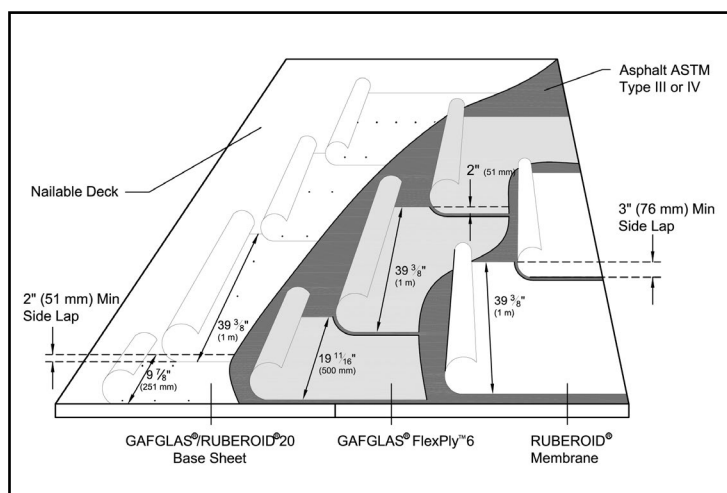 Asphalt ASTM
Type III or IV
Nailable Deck
2" (51 mm)
3" (76 mm) Min
Side Lap
39 3/8"
(1 m)
39 3/8"
(1 m)
2" (51 mm) Min
Side Lap
39 3/8"
(1 m)
19 11/16"
(500 mm)
9 7/8"
(251 mm)
GAFGLAS®/RUBEROID®20
Base Sheet
GAFGLAS® FlexPly™6
RUBEROID®
Membrane